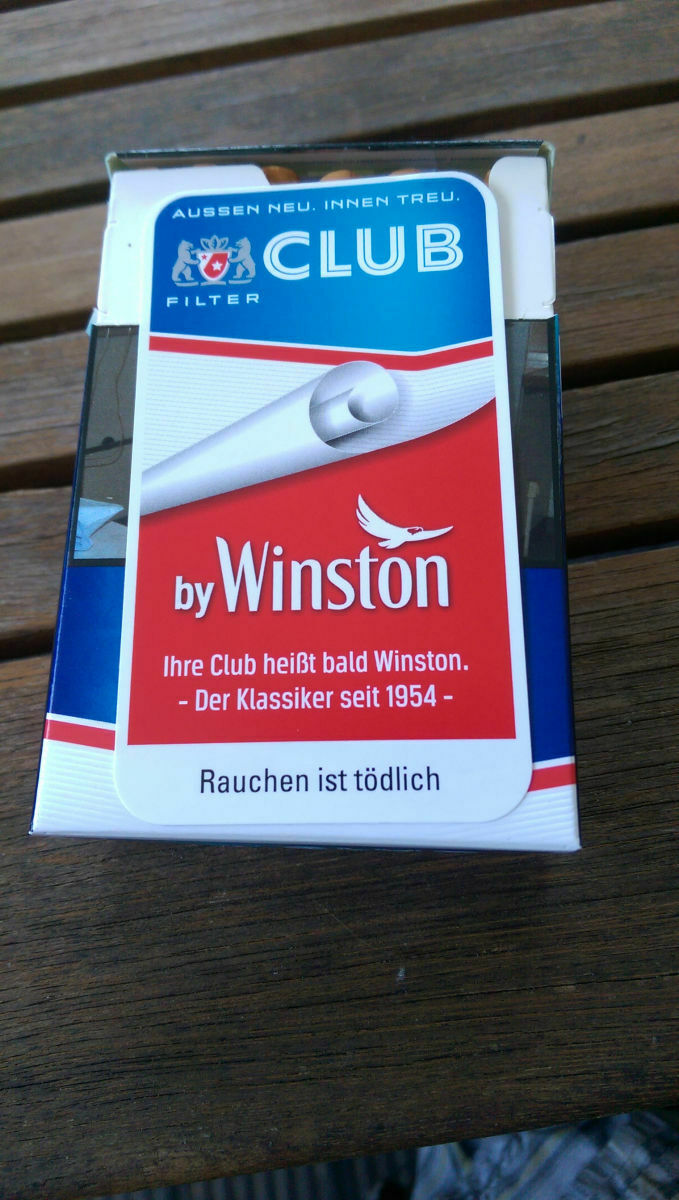 AUSSEN NEU. INNEN TREU.
CLUB
FILTER
by Winston
Ihre Club heißt bald Winston.
- Der Klassiker seit 1954 -
Rauchen ist tödlich